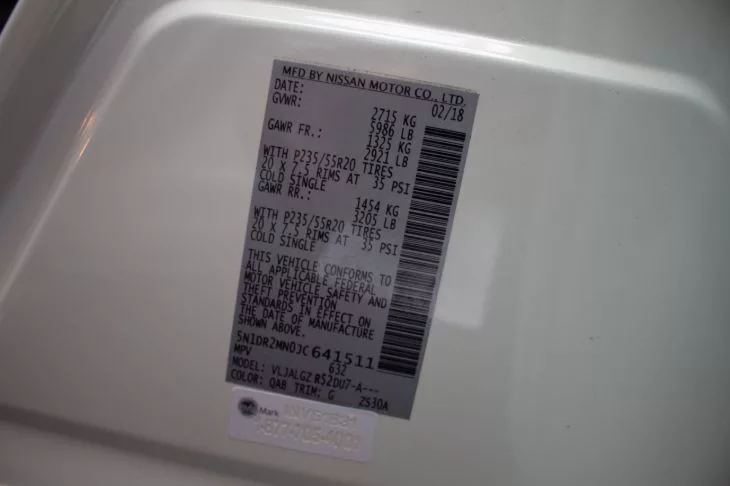 MFD BY NISSAN MOTOR CO., LTD.
DATE: 02/18
GVWR: 2715 KG
5986 LB
GAWR FR.: 1325 KG
2921 LB
WITH P235/55R20 TIRES
20 X 7.5 RIMS AT 35 PSI
COLD SINGLE
GAWR RR.: 1454 KG
3205 LB
WITH P235/55R20 TIRES
20 X 7.5 RIMS AT 35 PSI
COLD SINGLE
THIS VEHICLE CONFORMS TO
ALL APPLICABLE FEDERAL
MOTOR VEHICLE SAFETY AND
THEFT PREVENTION
STANDARDS IN EFFECT ON
THE DATE OF MANUFACTURE
SHOWN ABOVE.
5N1DR2MN0JC641511
MPV 632
MODEL: VLJALGZ R52DU7-A---
COLOR: QAB TRIM: G ZS30A
Mark